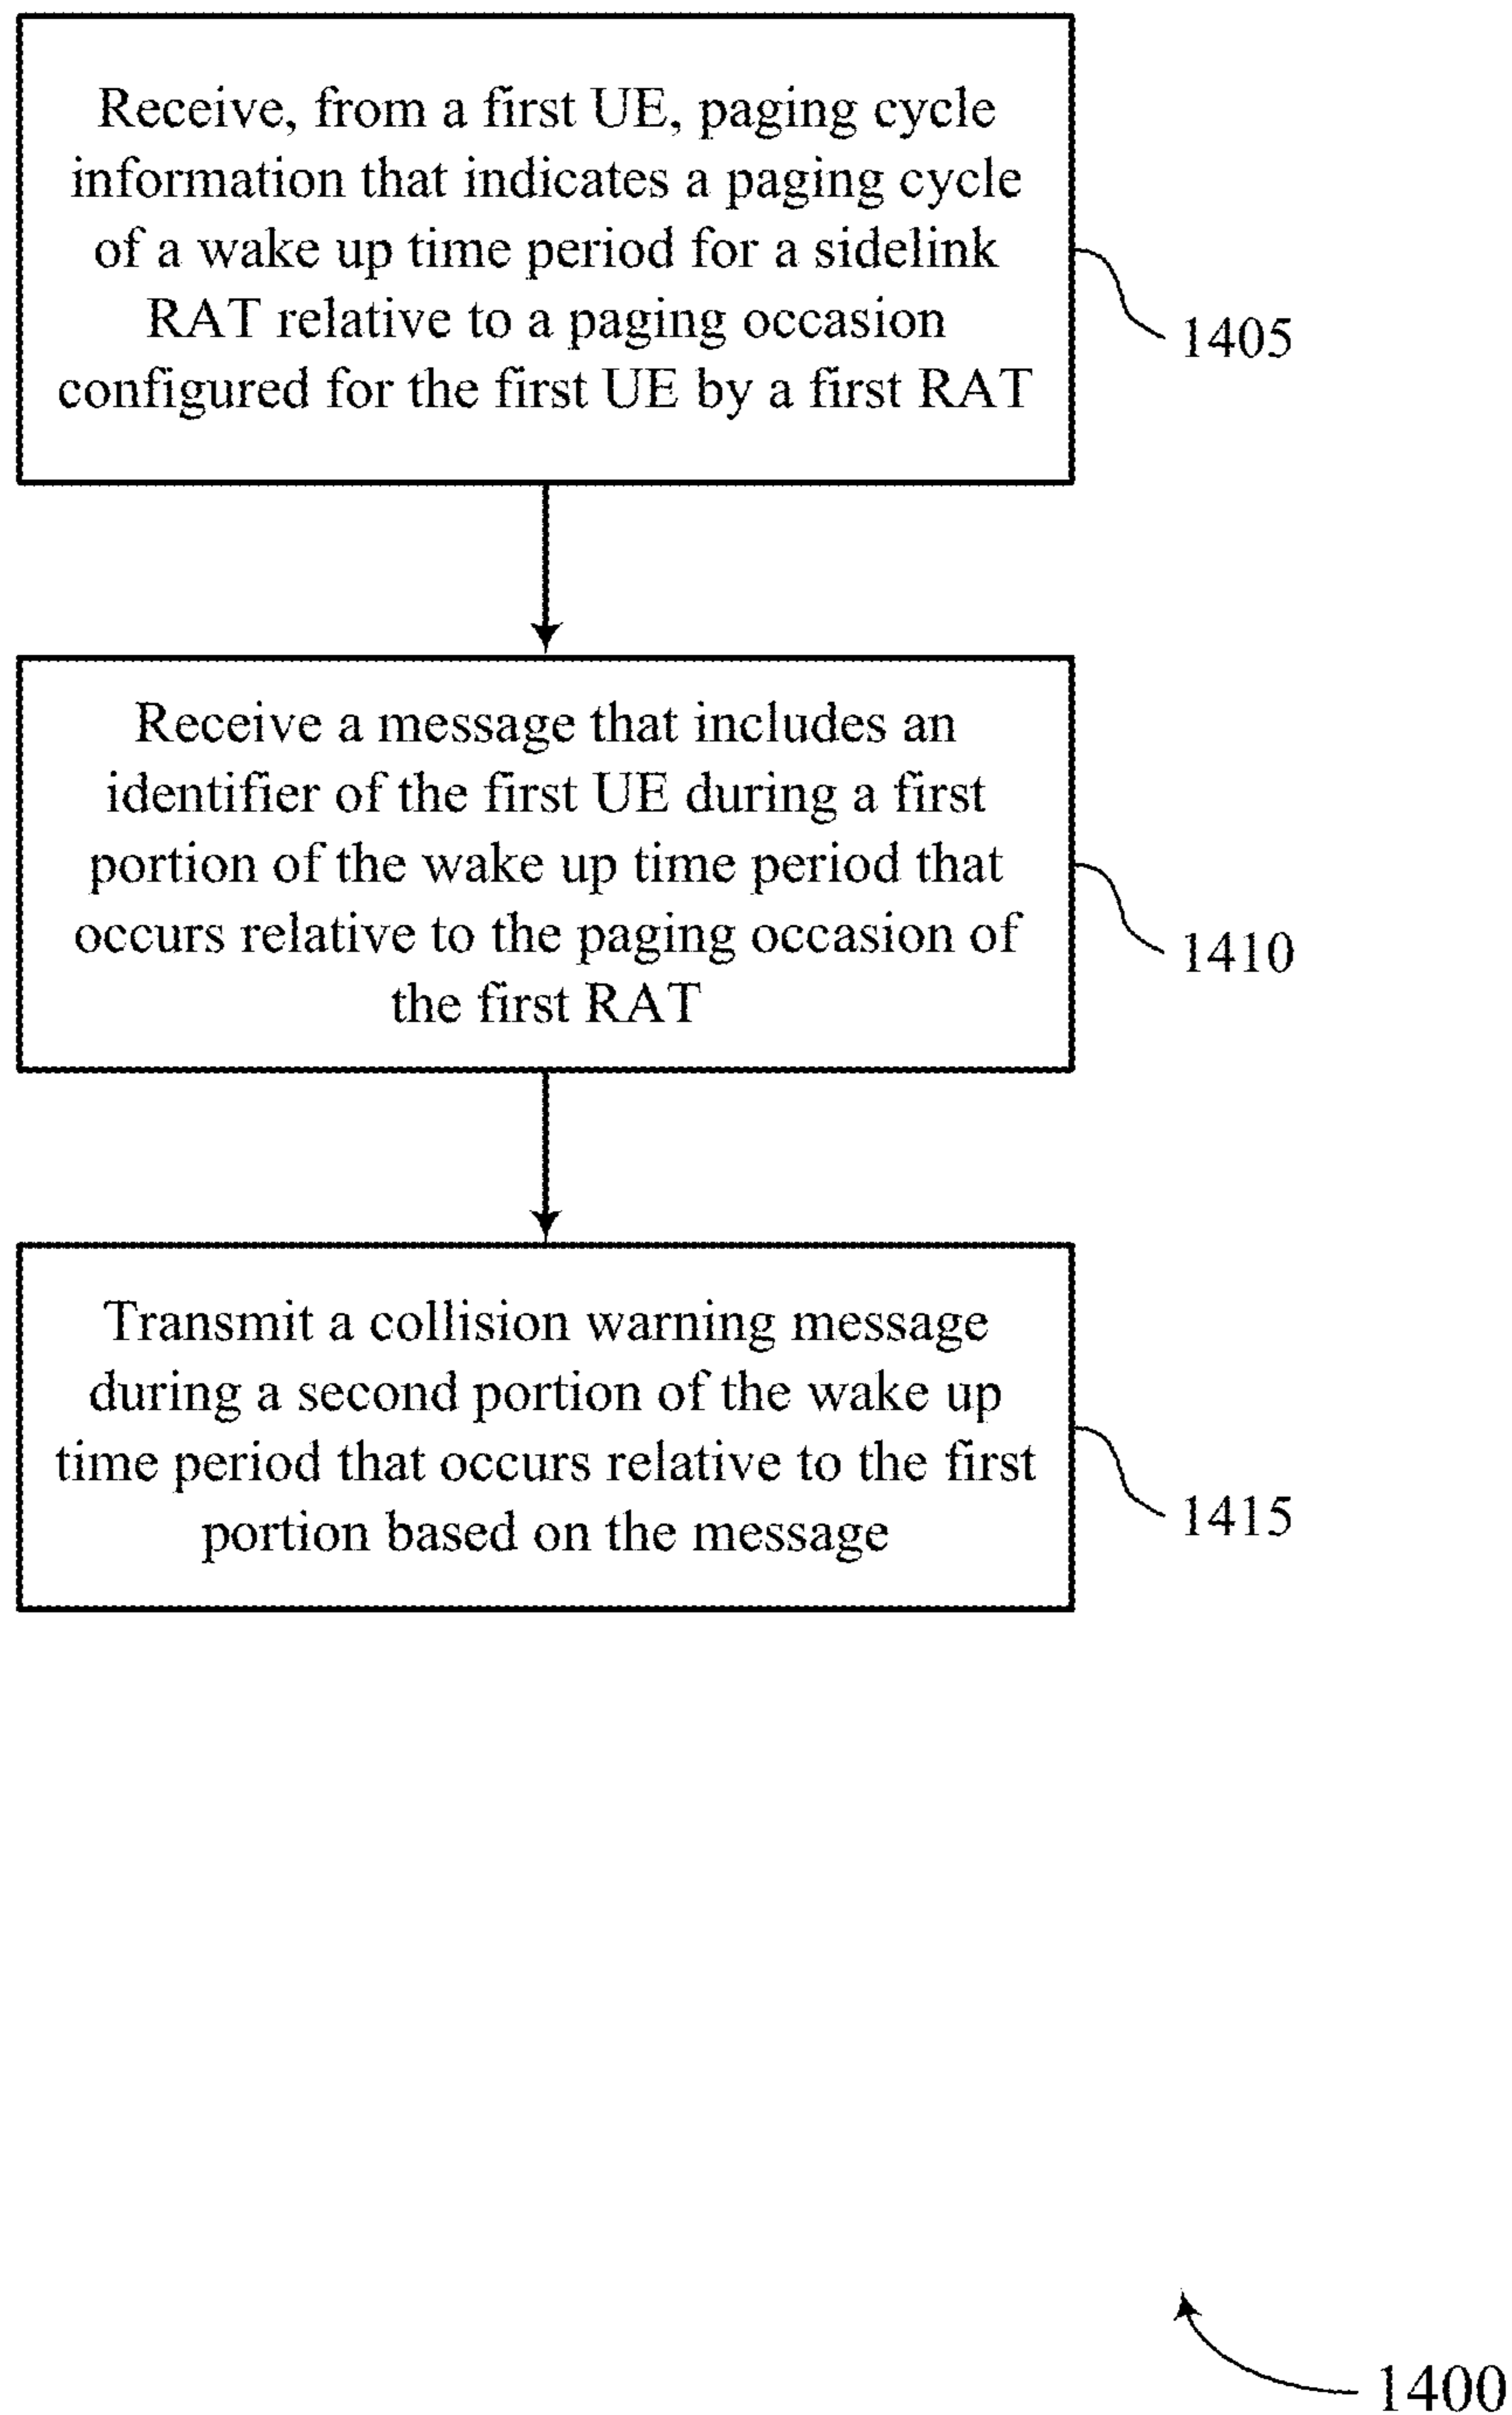 Receive, from a first UE, paging cycle
information that indicates a paging cycle
of a wake up time period for a sidelink
RAT relative to a paging occasion
configured for the first UE by a first RAT
1405
Receive a message that includes an
identifier of the first UE during a first
portion of the wake up time period that
occurs relative to the paging occasion of
the first RAT
1410
Transmit a collision warning message
during a second portion of the wake up
time period that occurs relative to the first
portion based on the message
1415
1400